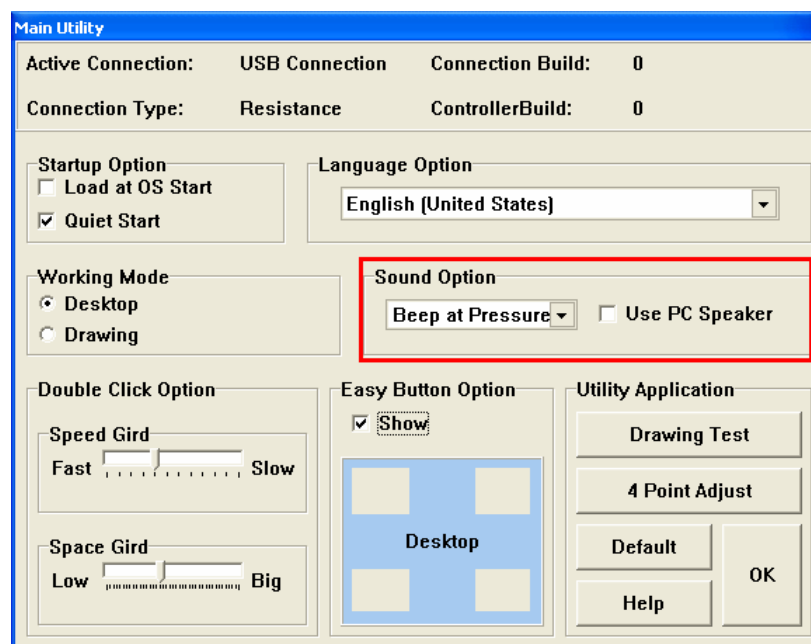 Main Utility
Active Connection: USB Connection Connection Build: 0
Connection Type: Resistance ControllerBuild: 0
Startup Option
Load at OS Start
Quiet Start
Language Option
English (United States)
Working Mode
Desktop
Drawing
Sound Option
Beep at Pressure
Use PC Speaker
Double Click Option
Speed Gird
Fast Slow
Space Gird
Low Big
Easy Button Option
Show
Desktop
Utility Application
Drawing Test
4 Point Adjust
Default
Help
OK